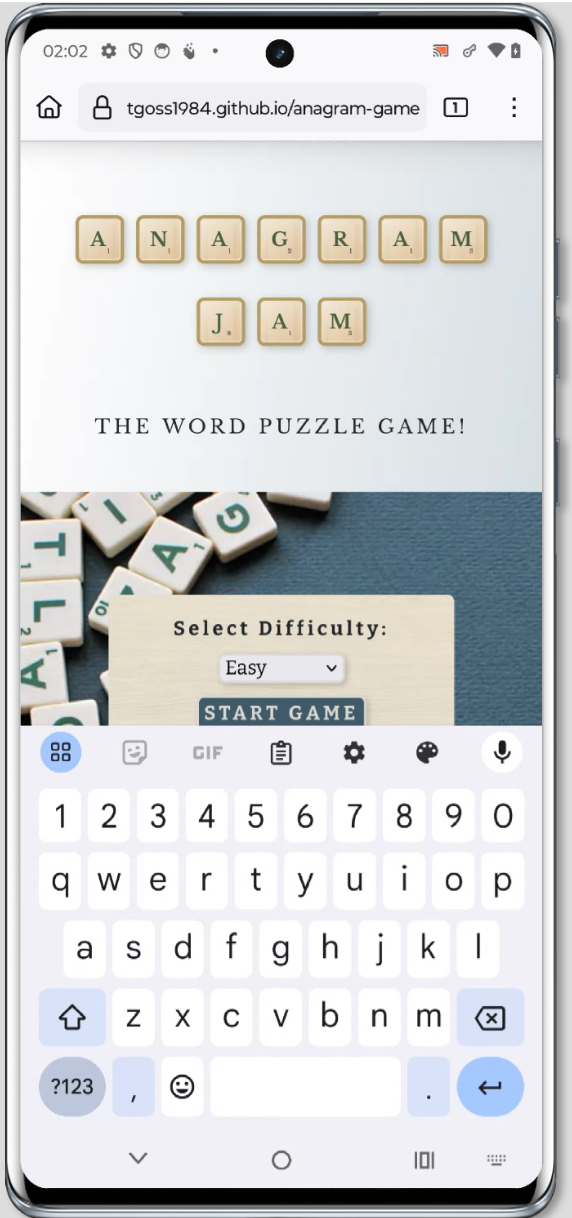 02:02
tgoss1984.github.io/anagram-game
1
A N A G R A M
J A M
THE WORD PUZZLE GAME!
I
G
T
A
L
A
Select Difficulty:
Easy
START GAME
GIF
1 2 3 4 5 6 7 8 9 0
q w e r t y u i o p
a s d f g h j k l
z x c v b n m
?123 , .